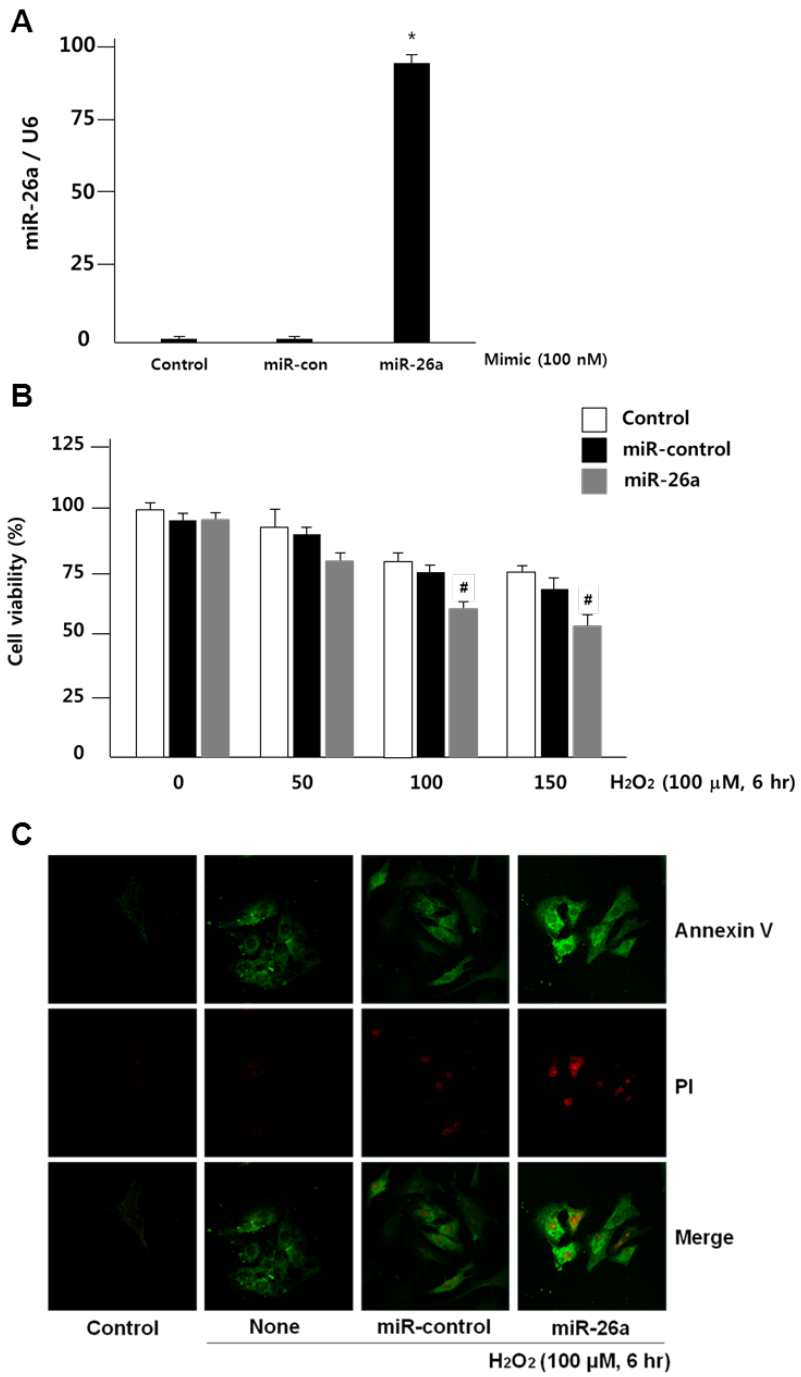 A
100
*
75
50
25
0
miR-26a / U6
Control miR-con miR-26a Mimic (100 nM)
B
Control
miR-control
miR-26a
125
100
75
50
25
0
Cell viability (%)
# #
0 50 100 150 H₂O₂ (100 μM, 6 hr)
C
Annexin V
PI
Merge
Control None miR-control miR-26a
H₂O₂ (100 μM, 6 hr)